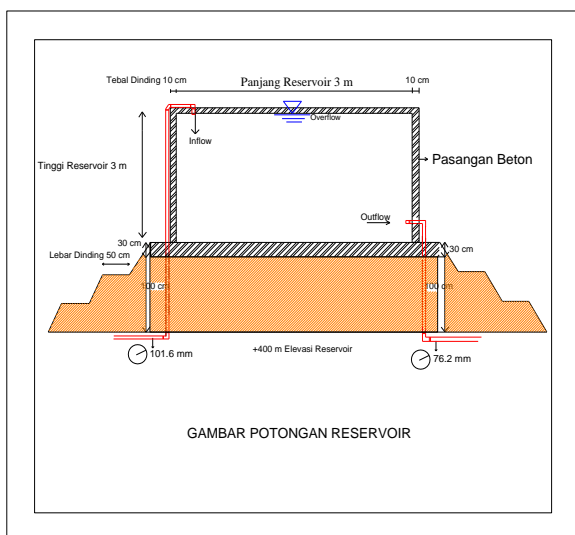 Tebal Dinding 10 cm
Panjang Reservoir 3 m
10 cm
Overflow
Inflow
Pasangan Beton
Tinggi Reservoir 3 m
Outflow
30 cm
30 cm
Lebar Dinding 50 cm
100 cm
100 cm
101.6 mm
+400 m Elevasi Reservoir
76.2 mm
GAMBAR POTONGAN RESERVOIR